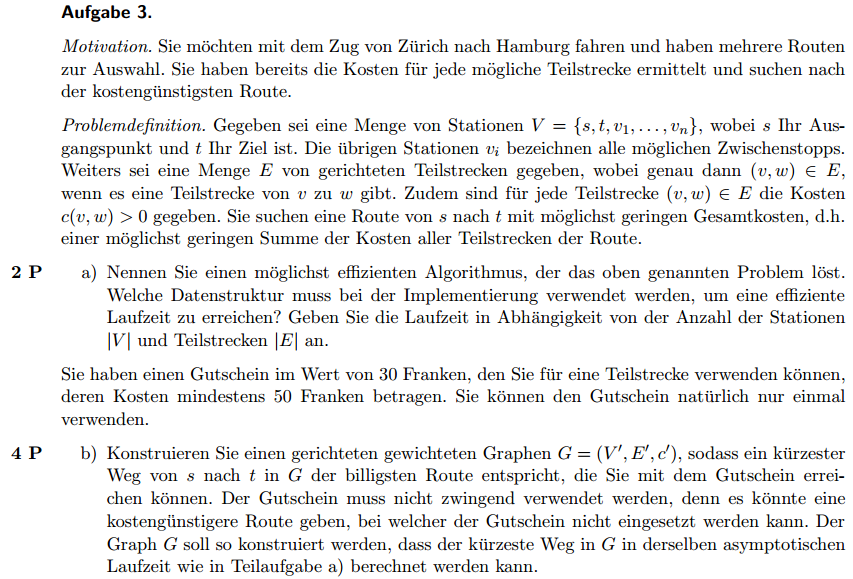 Aufgabe 3.
Motivation. Sie möchten mit dem Zug von Zürich nach Hamburg fahren und haben mehrere Routen
zur Auswahl. Sie haben bereits die Kosten für jede mögliche Teilstrecke ermittelt und suchen nach
der kostengünstigsten Route.
Problemdefinition. Gegeben sei eine Menge von Stationen V = {s, t, v₁, . . . , vₙ}, wobei s Ihr Aus-
gangspunkt und t Ihr Ziel ist. Die übrigen Stationen vᵢ bezeichnen alle möglichen Zwischenstopps.
Weiters sei eine Menge E von gerichteten Teilstrecken gegeben, wobei genau dann (v, w) ∈ E,
wenn es eine Teilstrecke von v zu w gibt. Zudem sind für jede Teilstrecke (v, w) ∈ E die Kosten
c(v, w) > 0 gegeben. Sie suchen eine Route von s nach t mit möglichst geringen Gesamtkosten, d.h.
einer möglichst geringen Summe der Kosten aller Teilstrecken der Route.
2 P a) Nennen Sie einen möglichst effizienten Algorithmus, der das oben genannten Problem löst.
Welche Datenstruktur muss bei der Implementierung verwendet werden, um eine effiziente
Laufzeit zu erreichen? Geben Sie die Laufzeit in Abhängigkeit von der Anzahl der Stationen
|V| und Teilstrecken |E| an.
Sie haben einen Gutschein im Wert von 30 Franken, den Sie für eine Teilstrecke verwenden können,
deren Kosten mindestens 50 Franken betragen. Sie können den Gutschein natürlich nur einmal
verwenden.
4 P b) Konstruieren Sie einen gerichteten gewichteten Graphen G = (V′, E′, c′), sodass ein kürzester
Weg von s nach t in G der billigsten Route entspricht, die Sie mit dem Gutschein errei-
chen können. Der Gutschein muss nicht zwingend verwendet werden, denn es könnte eine
kostengünstigere Route geben, bei welcher der Gutschein nicht eingesetzt werden kann. Der
Graph G soll so konstruiert werden, dass der kürzeste Weg in G in derselben asymptotischen
Laufzeit wie in Teilaufgabe a) berechnet werden kann.